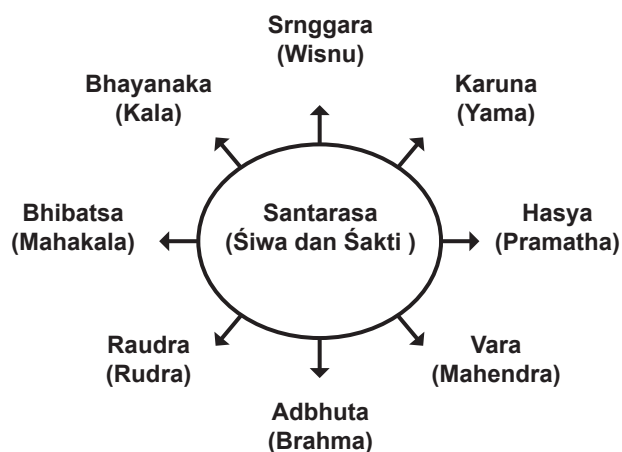 Srnggara
(Wisnu)
Bhayanaka
(Kala)
Karuna
(Yama)
Bhibatsa
(Mahakala)
Santarasa
(Śiwa dan Śakti )
Hasya
(Pramatha)
Raudra
(Rudra)
Vara
(Mahendra)
Adbhuta
(Brahma)